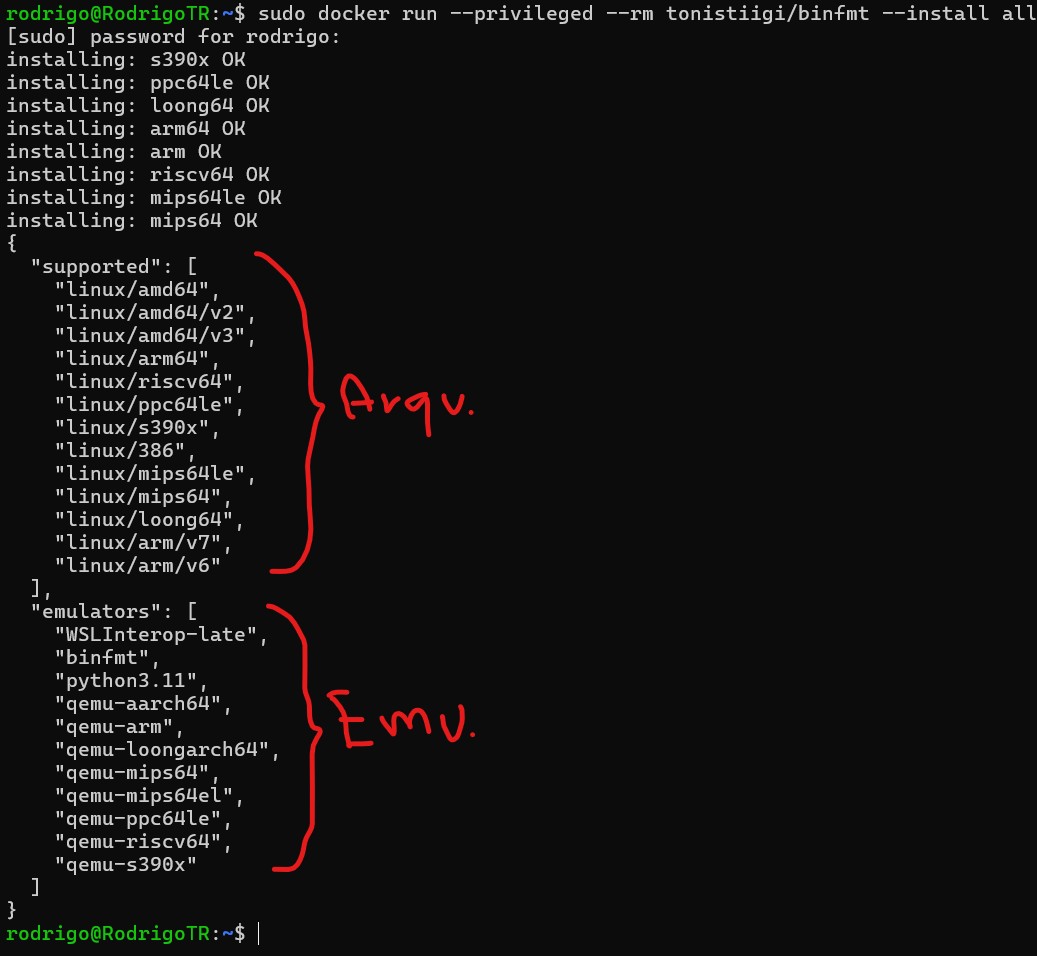 rodrigo@RodrigoTR:~$ sudo docker run --privileged --rm tonistiigi/binfmt --install all
[sudo] password for rodrigo:
installing: s390x OK
installing: ppc64le OK
installing: loong64 OK
installing: arm64 OK
installing: arm OK
installing: riscv64 OK
installing: mips64le OK
installing: mips64 OK
{
  "supported": [
    "linux/amd64",
    "linux/amd64/v2",
    "linux/amd64/v3",
    "linux/arm64",
    "linux/riscv64",
    "linux/ppc64le",
    "linux/s390x",
    "linux/386",
    "linux/mips64le",
    "linux/mips64",
    "linux/loong64",
    "linux/arm/v7",
    "linux/arm/v6"
  ],
Arqu.
  "emulators": [
    "WSLInterop-late",
    "binfmt",
    "python3.11",
    "qemu-aarch64",
    "qemu-arm",
    "qemu-loongarch64",
    "qemu-mips64",
    "qemu-mips64el",
    "qemu-ppc64le",
    "qemu-riscv64",
    "qemu-s390x"
  ]
Emu.
}
rodrigo@RodrigoTR:~$